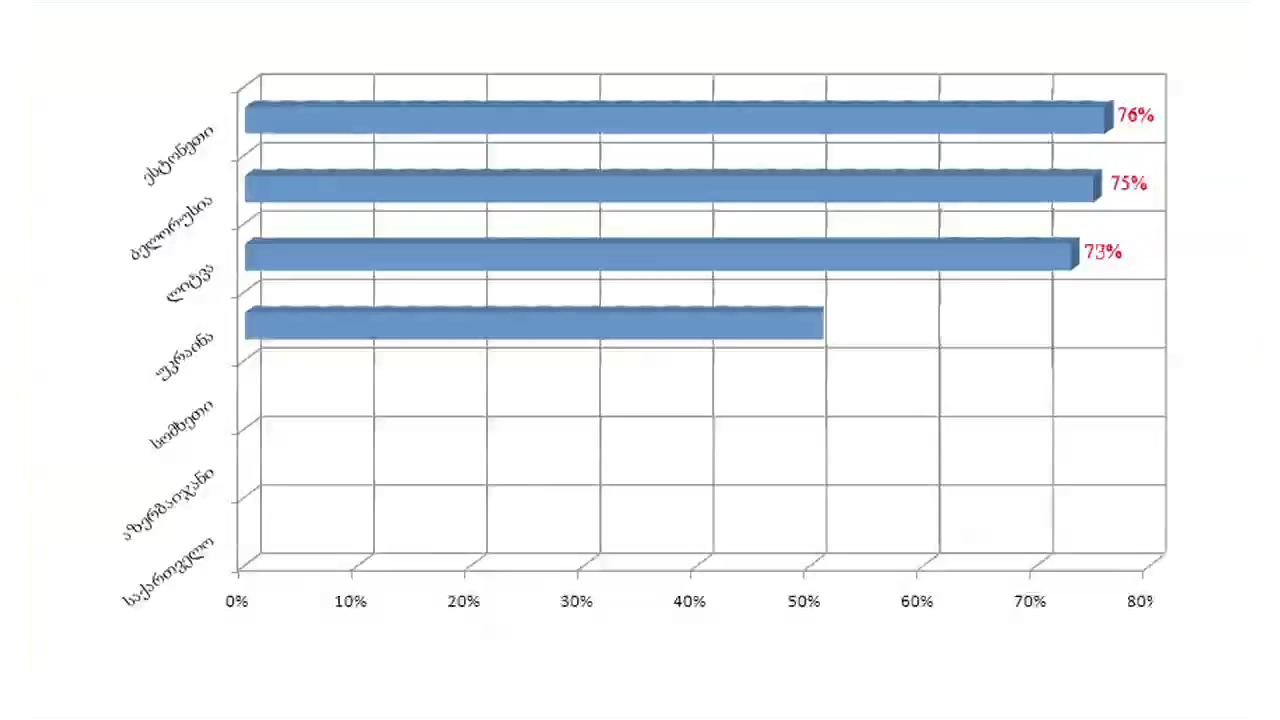 ესტონეთი
76%
ბელორუსია
75%
ლიტვა
73%
უკრაინა
სომხეთი
აზერბაიჯანი
საქართველო
0% 10% 20% 30% 40% 50% 60% 70% 80%